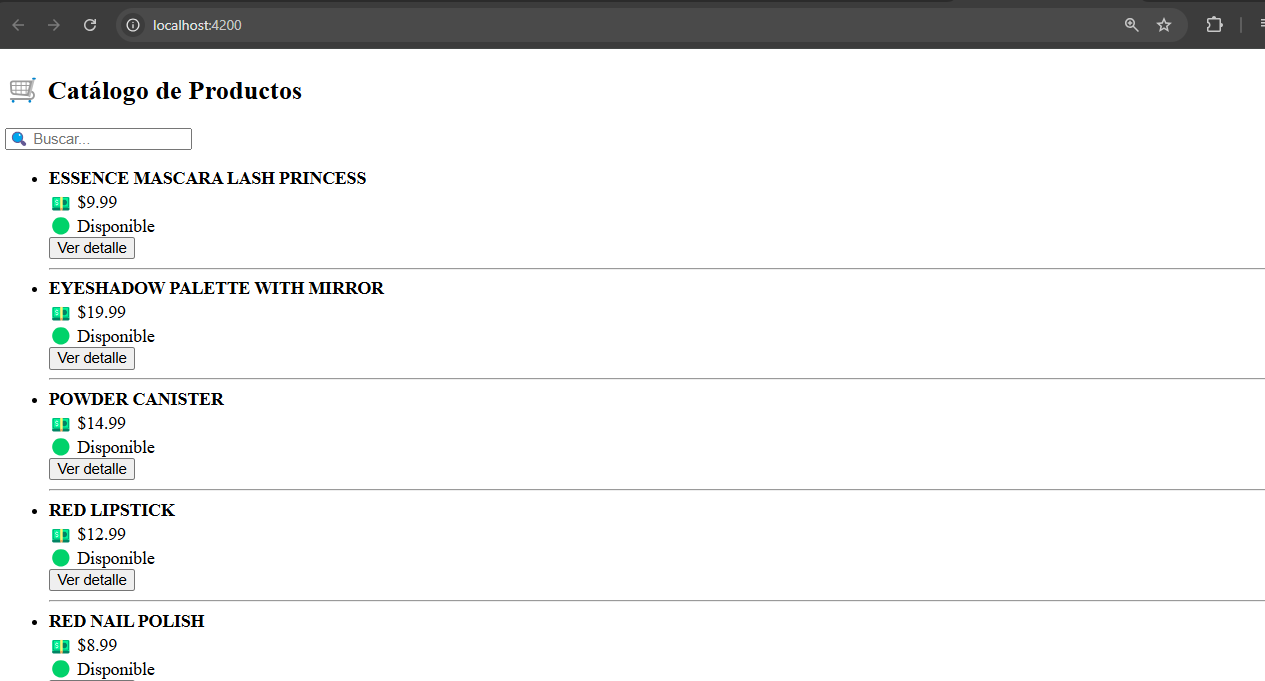 localhost:4200
Catálogo de Productos
Buscar...
ESSENCE MASCARA LASH PRINCESS
$9.99
Disponible
Ver detalle
EYESHADOW PALETTE WITH MIRROR
$19.99
Disponible
Ver detalle
POWDER CANISTER
$14.99
Disponible
Ver detalle
RED LIPSTICK
$12.99
Disponible
Ver detalle
RED NAIL POLISH
$8.99
Disponible